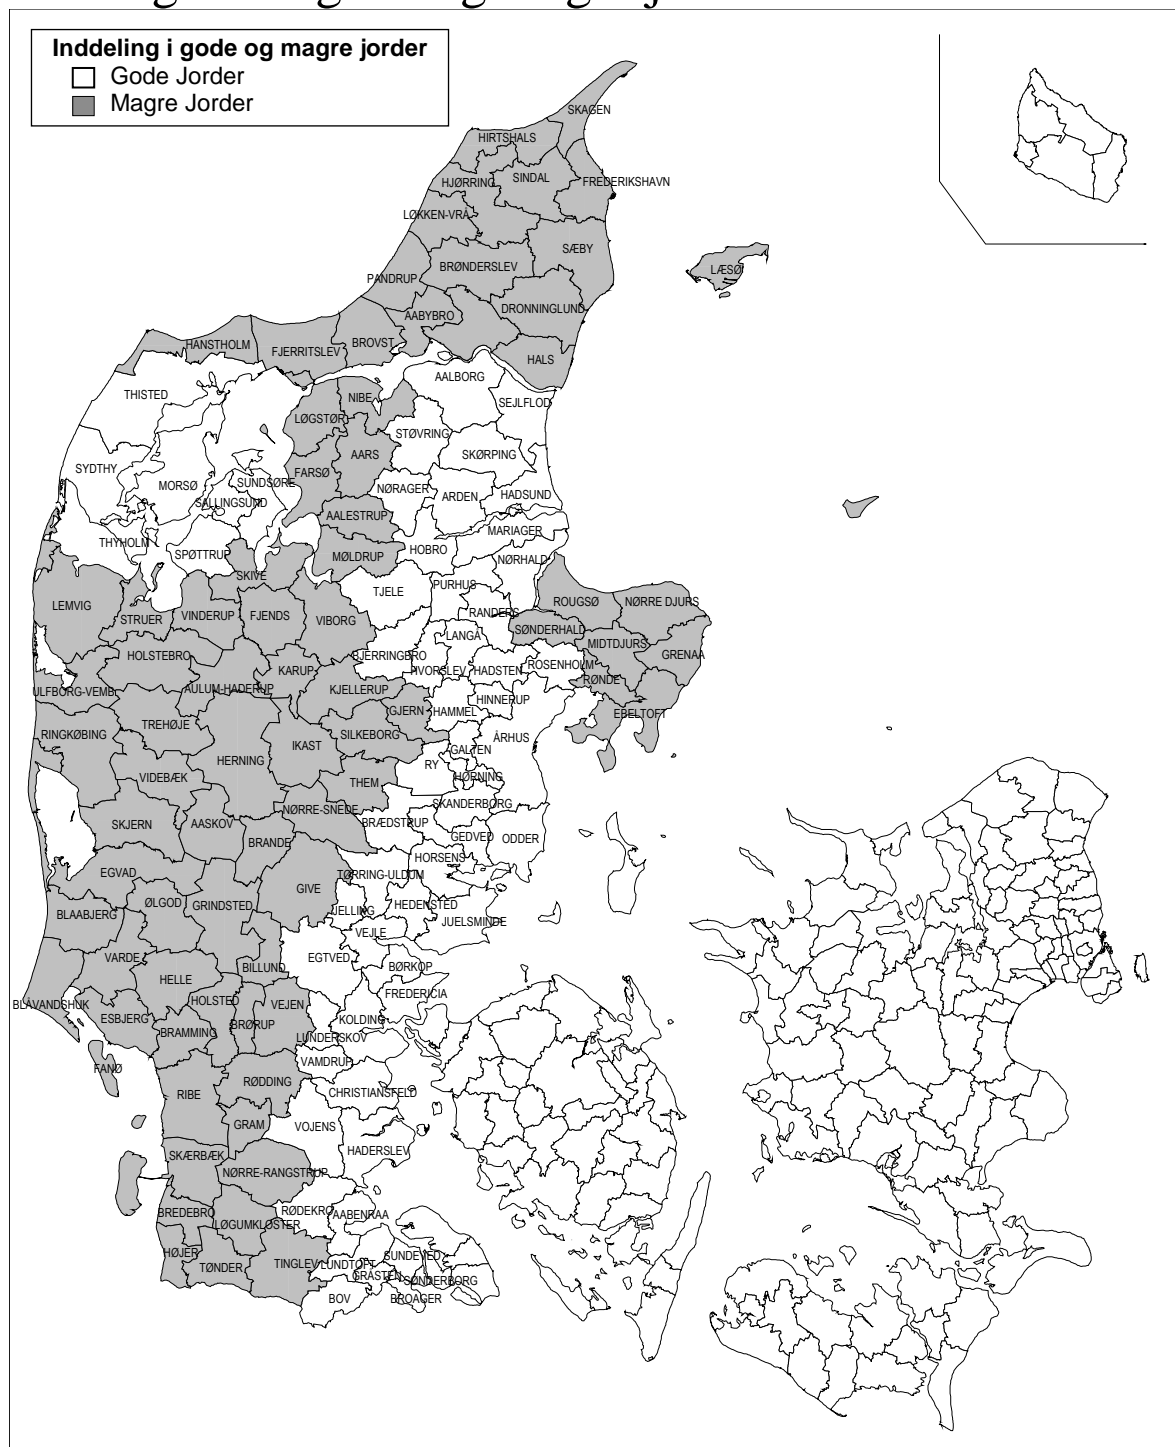 Inddeling i gode og magre jorder
Gode Jorder
Magre Jorder
SKAGEN
HIRTSHALS
SINDAL
HJØRRING
FREDERIKSHAVN
LØKKEN-VRÅ
SÆBY
BRØNDERSLEV
LÆSØ
PANDRUP
DRONNINGLUND
AABYBRO
HANSTHOLM
BROVST
FJERRITSLEV
HALS
AALBORG
THISTED
NIBE
SEJLFLOD
LØGSTØR
STØVRING
AARS
SKØRPING
SYDTHY
FARSØ
SUNDSØRE
MORSØ
NØRAGER
ARDEN
HADSUND
SALLINGSUND
AALESTRUP
MARIAGER
THYHOLM
SPØTTRUP
MØLDRUP
HOBRO
NØRHALD
SKIVE
PURHUS
TJELE
LEMVIG
ROUGSØ
NØRRE DJURS
STRUER
VINDERUP
FJENDS
VIBORG
RANDERS
SØNDERHALD
LANGÅ
MIDTDJURS
HOLSTEBRO
BJERRINGBRO
GRENAA
ROSENHOLM
KARUP
HVORSLEV
HADSTEN
RØNDE
ULFBORG-VEMB
AULUM-HADERUP
KJELLERUP
HINNERUP
GJERN
HAMMEL
EBELTOFT
TREHØJE
RINGKØBING
SILKEBORG
ÅRHUS
IKAST
GALTEN
HERNING
RY
VIDEBÆK
HØRNING
THEM
SKANDERBORG
NØRRE-SNEDE
SKJERN
AASKOV
BRÆDSTRUP
GEDVED
ODDER
BRANDE
HORSENS
EGVAD
TØRRING-ULDUM
GIVE
ØLGOD
GRINDSTED
HEDENSTED
JELLING
BLAABJERG
JUELSMINDE
VEJLE
VARDE
EGTVED
BILLUND
BØRKOP
HELLE
FREDERICIA
BLÅVANDSHUK
HOLSTED
VEJEN
ESBJERG
KOLDING
BRØRUP
BRAMMING
LUNDERSKOV
VAMDRUP
FANØ
RØDDING
RIBE
CHRISTIANSFELD
GRAM
VOJENS
HADERSLEV
SKÆRBÆK
NØRRE-RANGSTRUP
BREDEBRO
RØDEKRO
AABENRAA
LØGUMKLOSTER
HØJER
SUNDEVED
TINGLEV
LUNDTOFT
TØNDER
GRÅSTEN
SØNDERBORG
BOV
BROAGER